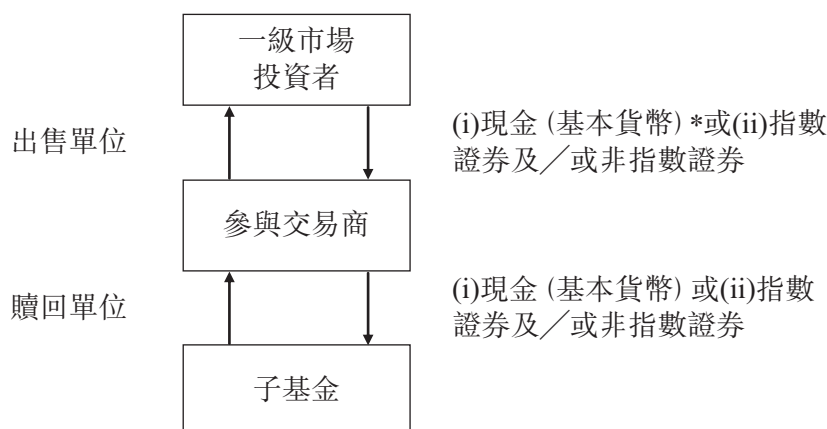 一級市場
投資者
出售單位
(i)現金 (基本貨幣) *或(ii)指數
證券及／或非指數證券
參與交易商
贖回單位
(i)現金 (基本貨幣) 或(ii)指數
證券及／或非指數證券
子基金